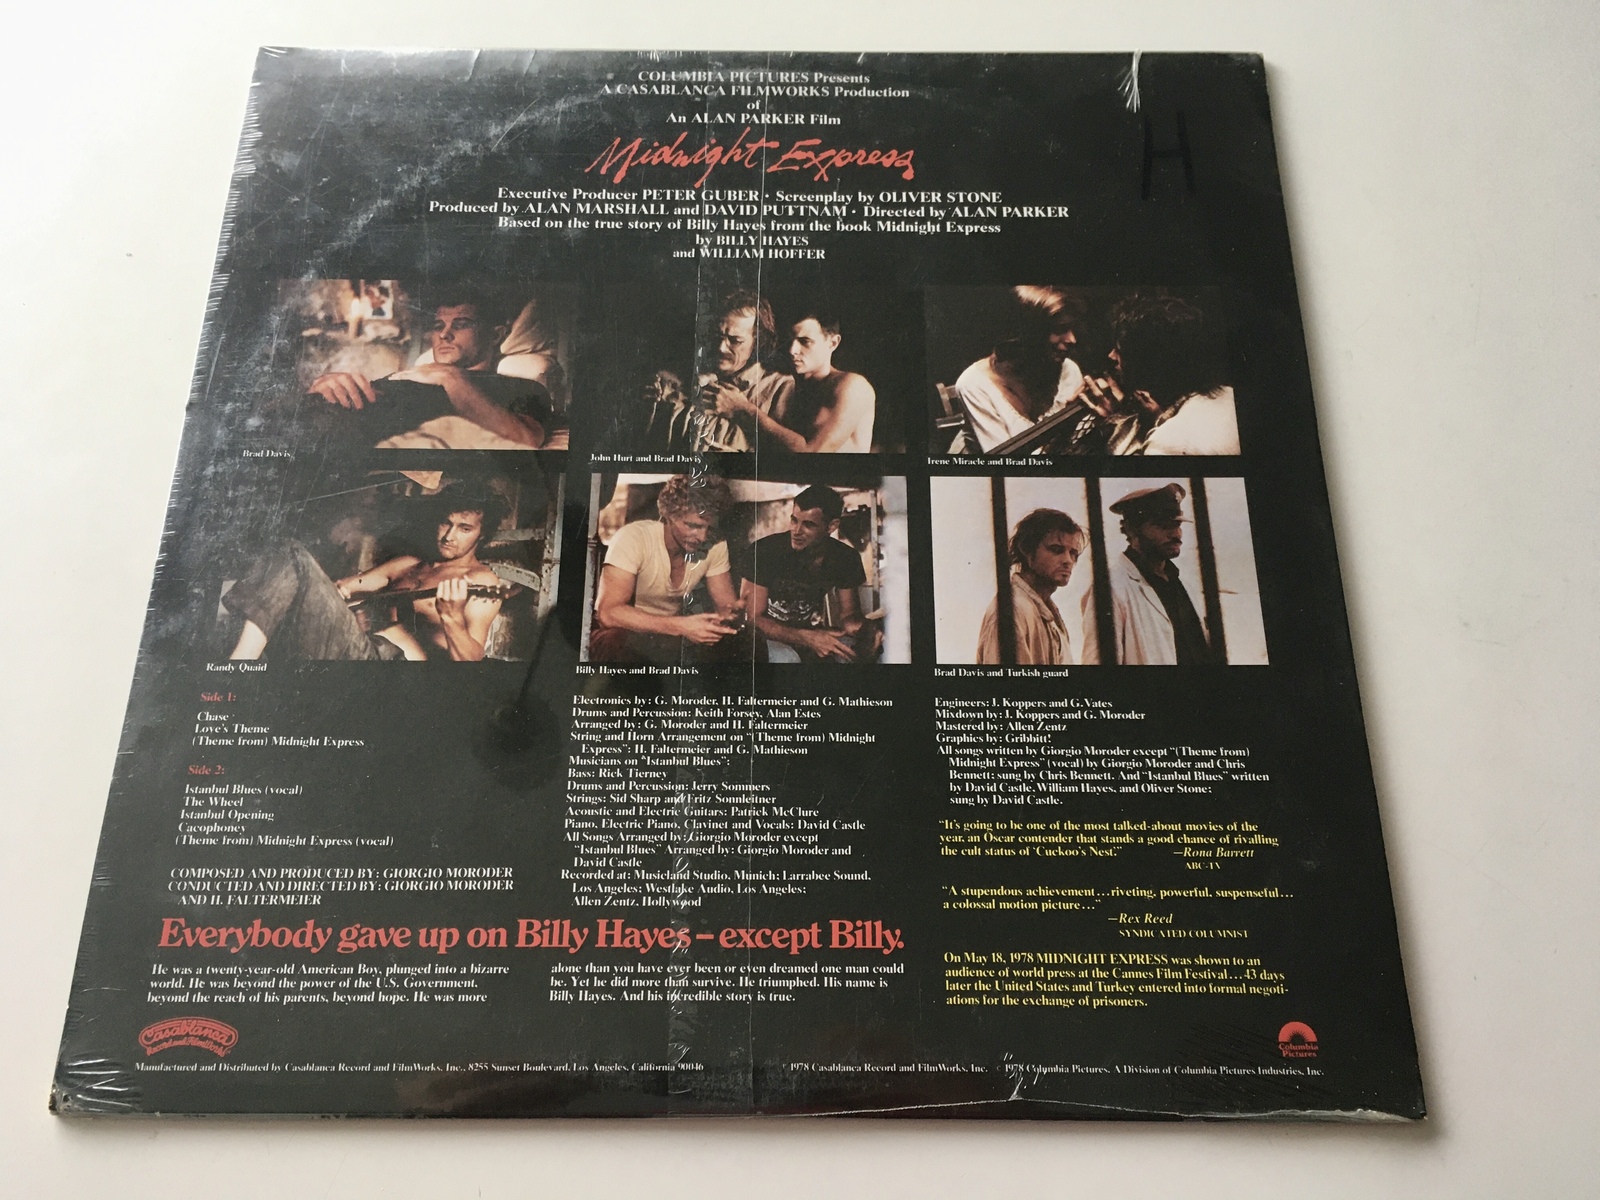 COLUMBIA PICTURES Presents
A CASABLANCA FILMWORKS Production
of
An ALAN PARKER Film
Midnight Express
Executive Producer PETER GUBER · Screenplay by OLIVER STONE
Produced by ALAN MARSHALL and DAVID PUTTNAM · Directed by ALAN PARKER
Based on the true story of Billy Hayes from the book Midnight Express
by BILLY HAYES
and WILLIAM HOFFER
H
Brad Davis
John Hurt and Brad Davis
Irene Miracle and Brad Davis
Randy Quaid
Billy Hayes and Brad Davis
Brad Davis and Turkish guard
Side 1:
Chase
Love's Theme
(Theme from) Midnight Express
Side 2:
Istanbul Blues (vocal)
The Wheel
Istanbul Opening
Cacophoney
(Theme from) Midnight Express (vocal)
COMPOSED AND PRODUCED BY: GIORGIO MORODER
CONDUCTED AND DIRECTED BY: GIORGIO MORODER
AND H. FALTERMEIER
Electronics by: G. Moroder, H. Faltermeier and G. Mathieson
Drums and Percussion: Keith Forsey, Alan Estes
Arranged by: G. Moroder and H. Faltermeier
String and Horn Arrangement on "(Theme from) Midnight
Express": H. Faltermeier and G. Mathieson
Musicians on "Istanbul Blues":
Bass: Rick Tierney
Drums and Percussion: Jerry Sommers
Strings: Sid Sharp and Fritz Sonnleitner
Acoustic and Electric Guitars: Patrick McClure
Piano, Electric Piano, Clavinet and Vocals: David Castle
All Songs Arranged by: Giorgio Moroder except
"Istanbul Blues" Arranged by: Giorgio Moroder and
David Castle
Recorded at: Musicland Studio, Munich; Larrabee Sound,
Los Angeles; Westlake Audio, Los Angeles;
Allen Zentz, Hollywood
Engineers: J. Koppers and G. Vates
Mixdown by: J. Koppers and G. Moroder
Mastered by: Allen Zentz
Graphics by: Gribbitt!
All songs written by Giorgio Moroder except "(Theme from)
Midnight Express" (vocal) by Giorgio Moroder and Chris
Bennett; sung by Chris Bennett. And "Istanbul Blues" written
by David Castle, William Hayes, and Oliver Stone;
sung by David Castle.
"It's going to be one of the most talked-about movies of the
year, an Oscar contender that stands a good chance of rivalling
the cult status of 'Cuckoo's Nest.'"
—Rona Barrett
ABC-TV
"A stupendous achievement...riveting, powerful, suspenseful...
a colossal motion picture..."
—Rex Reed
SYNDICATED COLUMNIST
On May 18, 1978 MIDNIGHT EXPRESS was shown to an
audience of world press at the Cannes Film Festival...43 days
later the United States and Turkey entered into formal negoti-
ations for the exchange of prisoners.
Everybody gave up on Billy Hayes – except Billy.
He was a twenty-year-old American Boy, plunged into a bizarre
world. He was beyond the power of the U.S. Government,
beyond the reach of his parents, beyond hope. He was more
alone than you have ever been or even dreamed one man could
be. Yet he did more than survive. He triumphed. His name is
Billy Hayes. And his incredible story is true.
Casablanca
Record and FilmWorks
Columbia
Pictures
Manufactured and Distributed by Casablanca Record and FilmWorks, Inc., 8255 Sunset Boulevard, Los Angeles, California 90046
1978 Casablanca Record and FilmWorks, Inc. © 1978 Columbia Pictures, A Division of Columbia Pictures Industries, Inc.